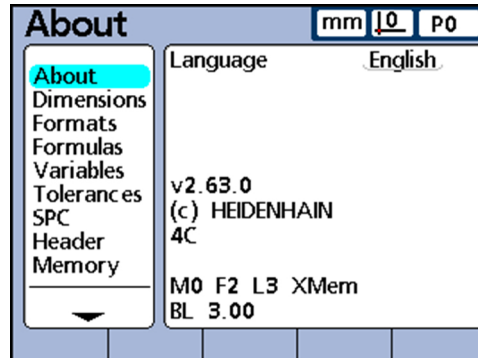 About
mm 0 P0
About
Dimensions
Formats
Formulas
Variables
Tolerances
SPC
Header
Memory
Language English
v2.63.0
(c) HEIDENHAIN
4C
M0 F2 L3 XMem
BL 3.00